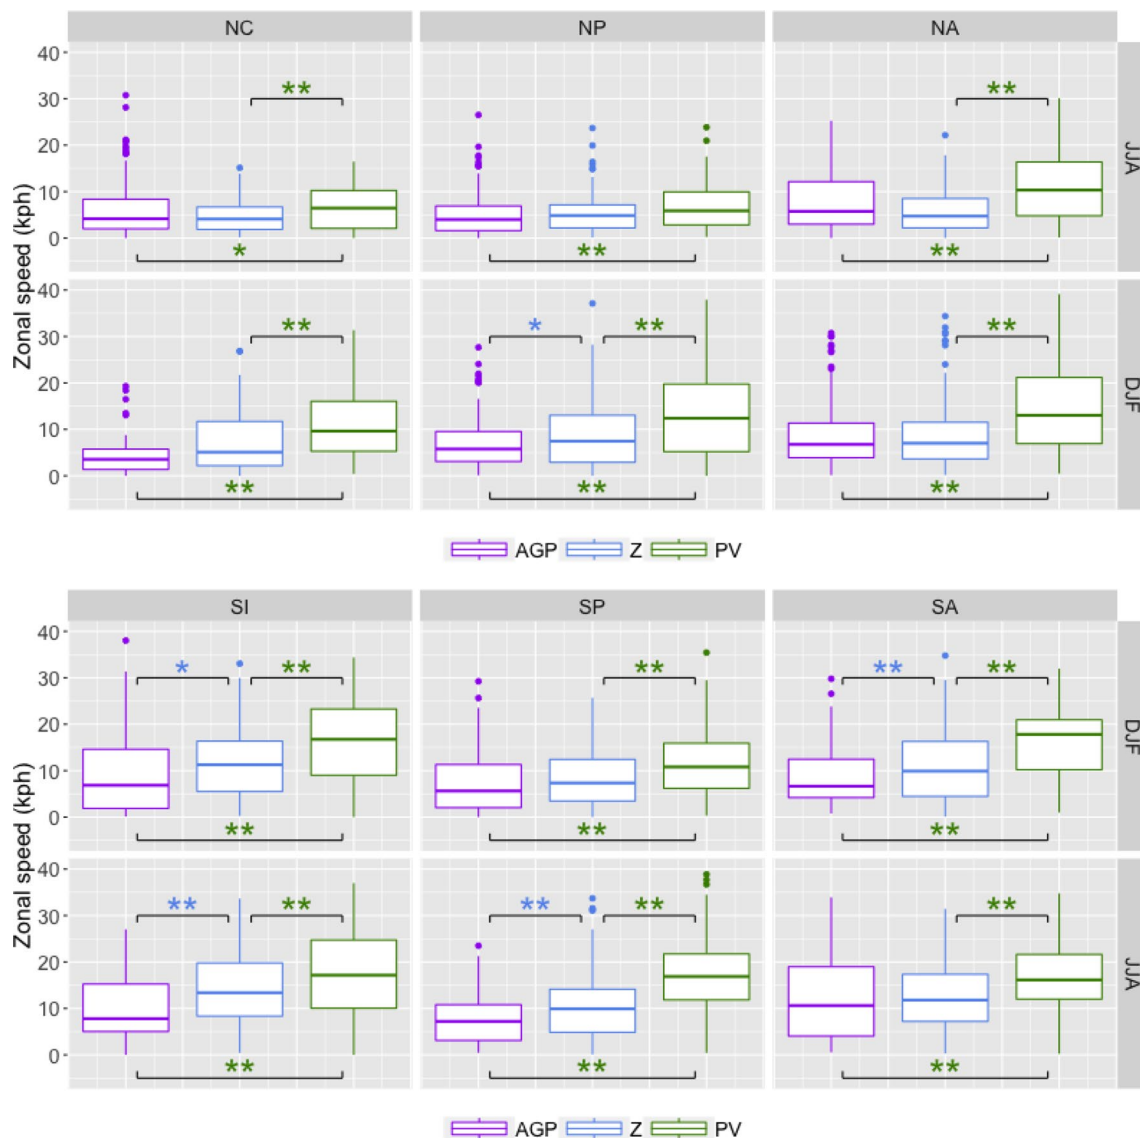 NC NP NA
Zonal speed (kph)
40
30 **  **
20
10
0
* ** **
JJA
40
30 ** * ** **
20
10
0
** ** **
DJF
AGP Z PV
SI SP SA
Zonal speed (kph)
40
30 * ** ** ** **
20
10
0
** ** **
DJF
40
30 ** ** ** ** **
20
10
0
** ** **
JJA
AGP Z PV